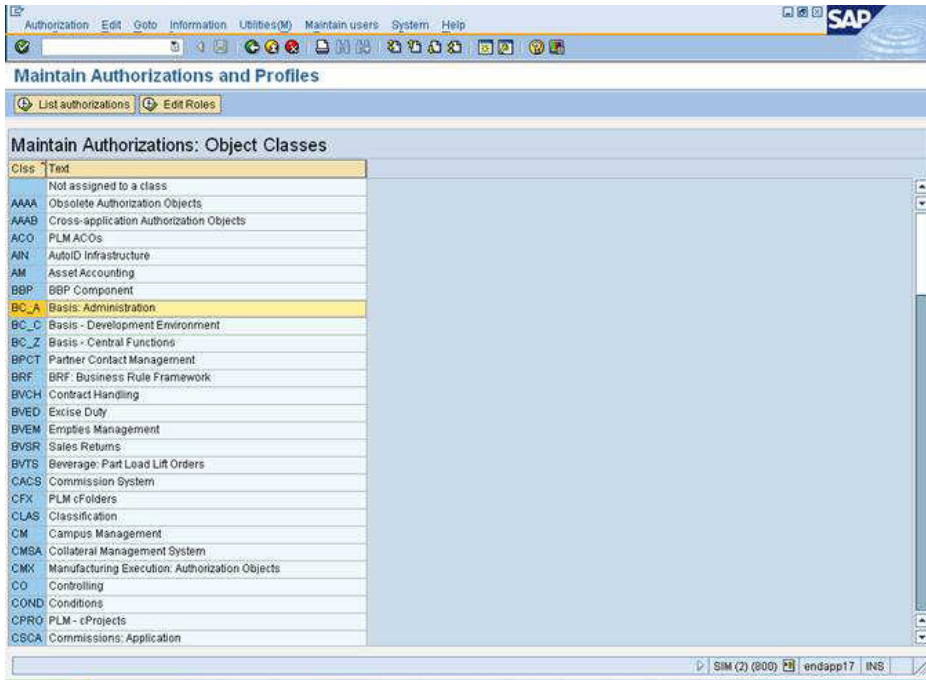 Authorization Edit Goto Information Utilities(M) Maintain users System Help
SAP
Maintain Authorizations and Profiles
List authorizations Edit Roles
Maintain Authorizations: Object Classes
Clss Text
Not assigned to a class
AAAA Obsolete Authorization Objects
AAAB Cross-application Authorization Objects
ACO PLM ACOs
AIN AutoID Infrastructure
AM Asset Accounting
BBP BBP Component
BC_A Basis: Administration
BC_C Basis - Development Environment
BC_Z Basis - Central Functions
BPCT Partner Contact Management
BRF BRF: Business Rule Framework
BVCH Contract Handling
BVED Excise Duty
BVEM Empties Management
BVSR Sales Returns
BVTS Beverage: Part Load Lift Orders
CACS Commission System
CFX PLM cFolders
CLAS Classification
CM Campus Management
CMSA Collateral Management System
CMX Manufacturing Execution: Authorization Objects
CO Controlling
COND Conditions
CPRO PLM - cProjects
CSCA Commissions: Application
SIM (2) (800) endapp17 INS